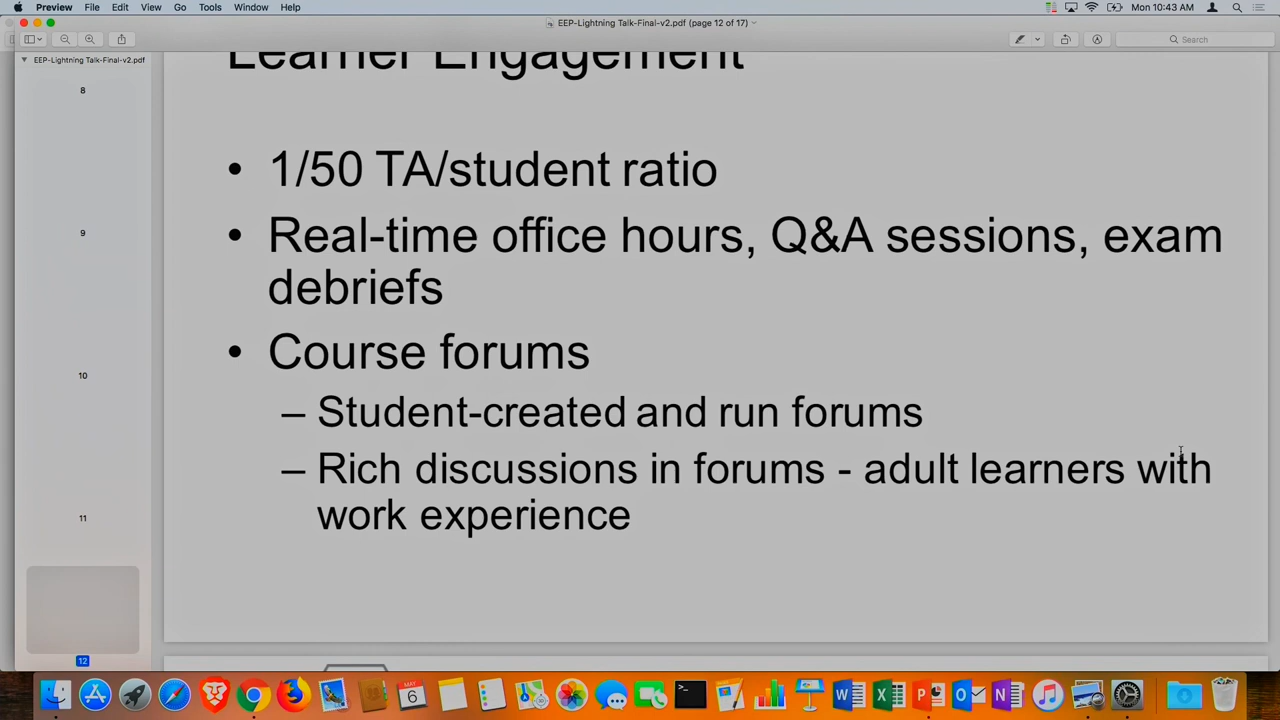 Preview File Edit View Go Tools Window Help Mon 10:43 AM
EEP-Lightning Talk-Final-v2.pdf (page 12 of 17)
Search
EEP-Lightning Talk-Final-v2.pdf
8
9
10
11
12
Learner Engagement
• 1/50 TA/student ratio
• Real-time office hours, Q&A sessions, exam
debriefs
• Course forums
– Student-created and run forums
– Rich discussions in forums - adult learners with
work experience
MAY
6